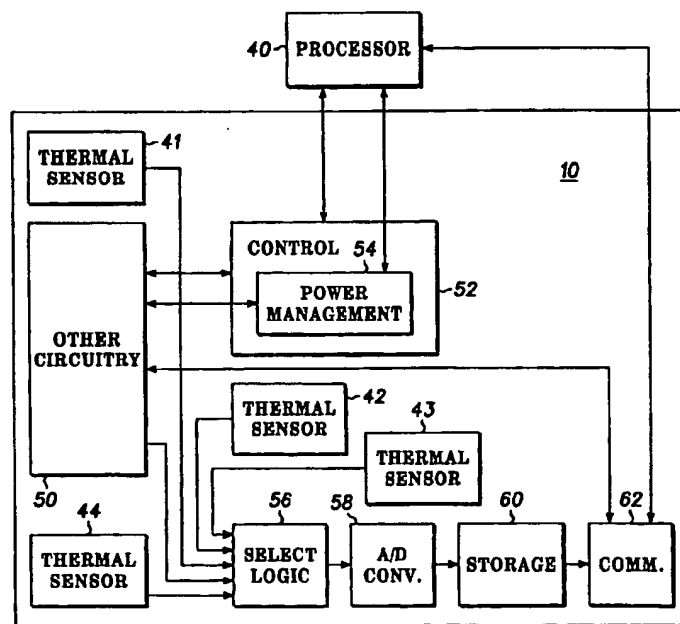 40
PROCESSOR
41
THERMAL
SENSOR
10
CONTROL
54
POWER
MANAGEMENT
52
OTHER
CIRCUITRY
50
42
THERMAL
SENSOR
43
THERMAL
SENSOR
44
THERMAL
SENSOR
56
SELECT
LOGIC
58
A/D
CONV.
60
STORAGE
62
COMM.